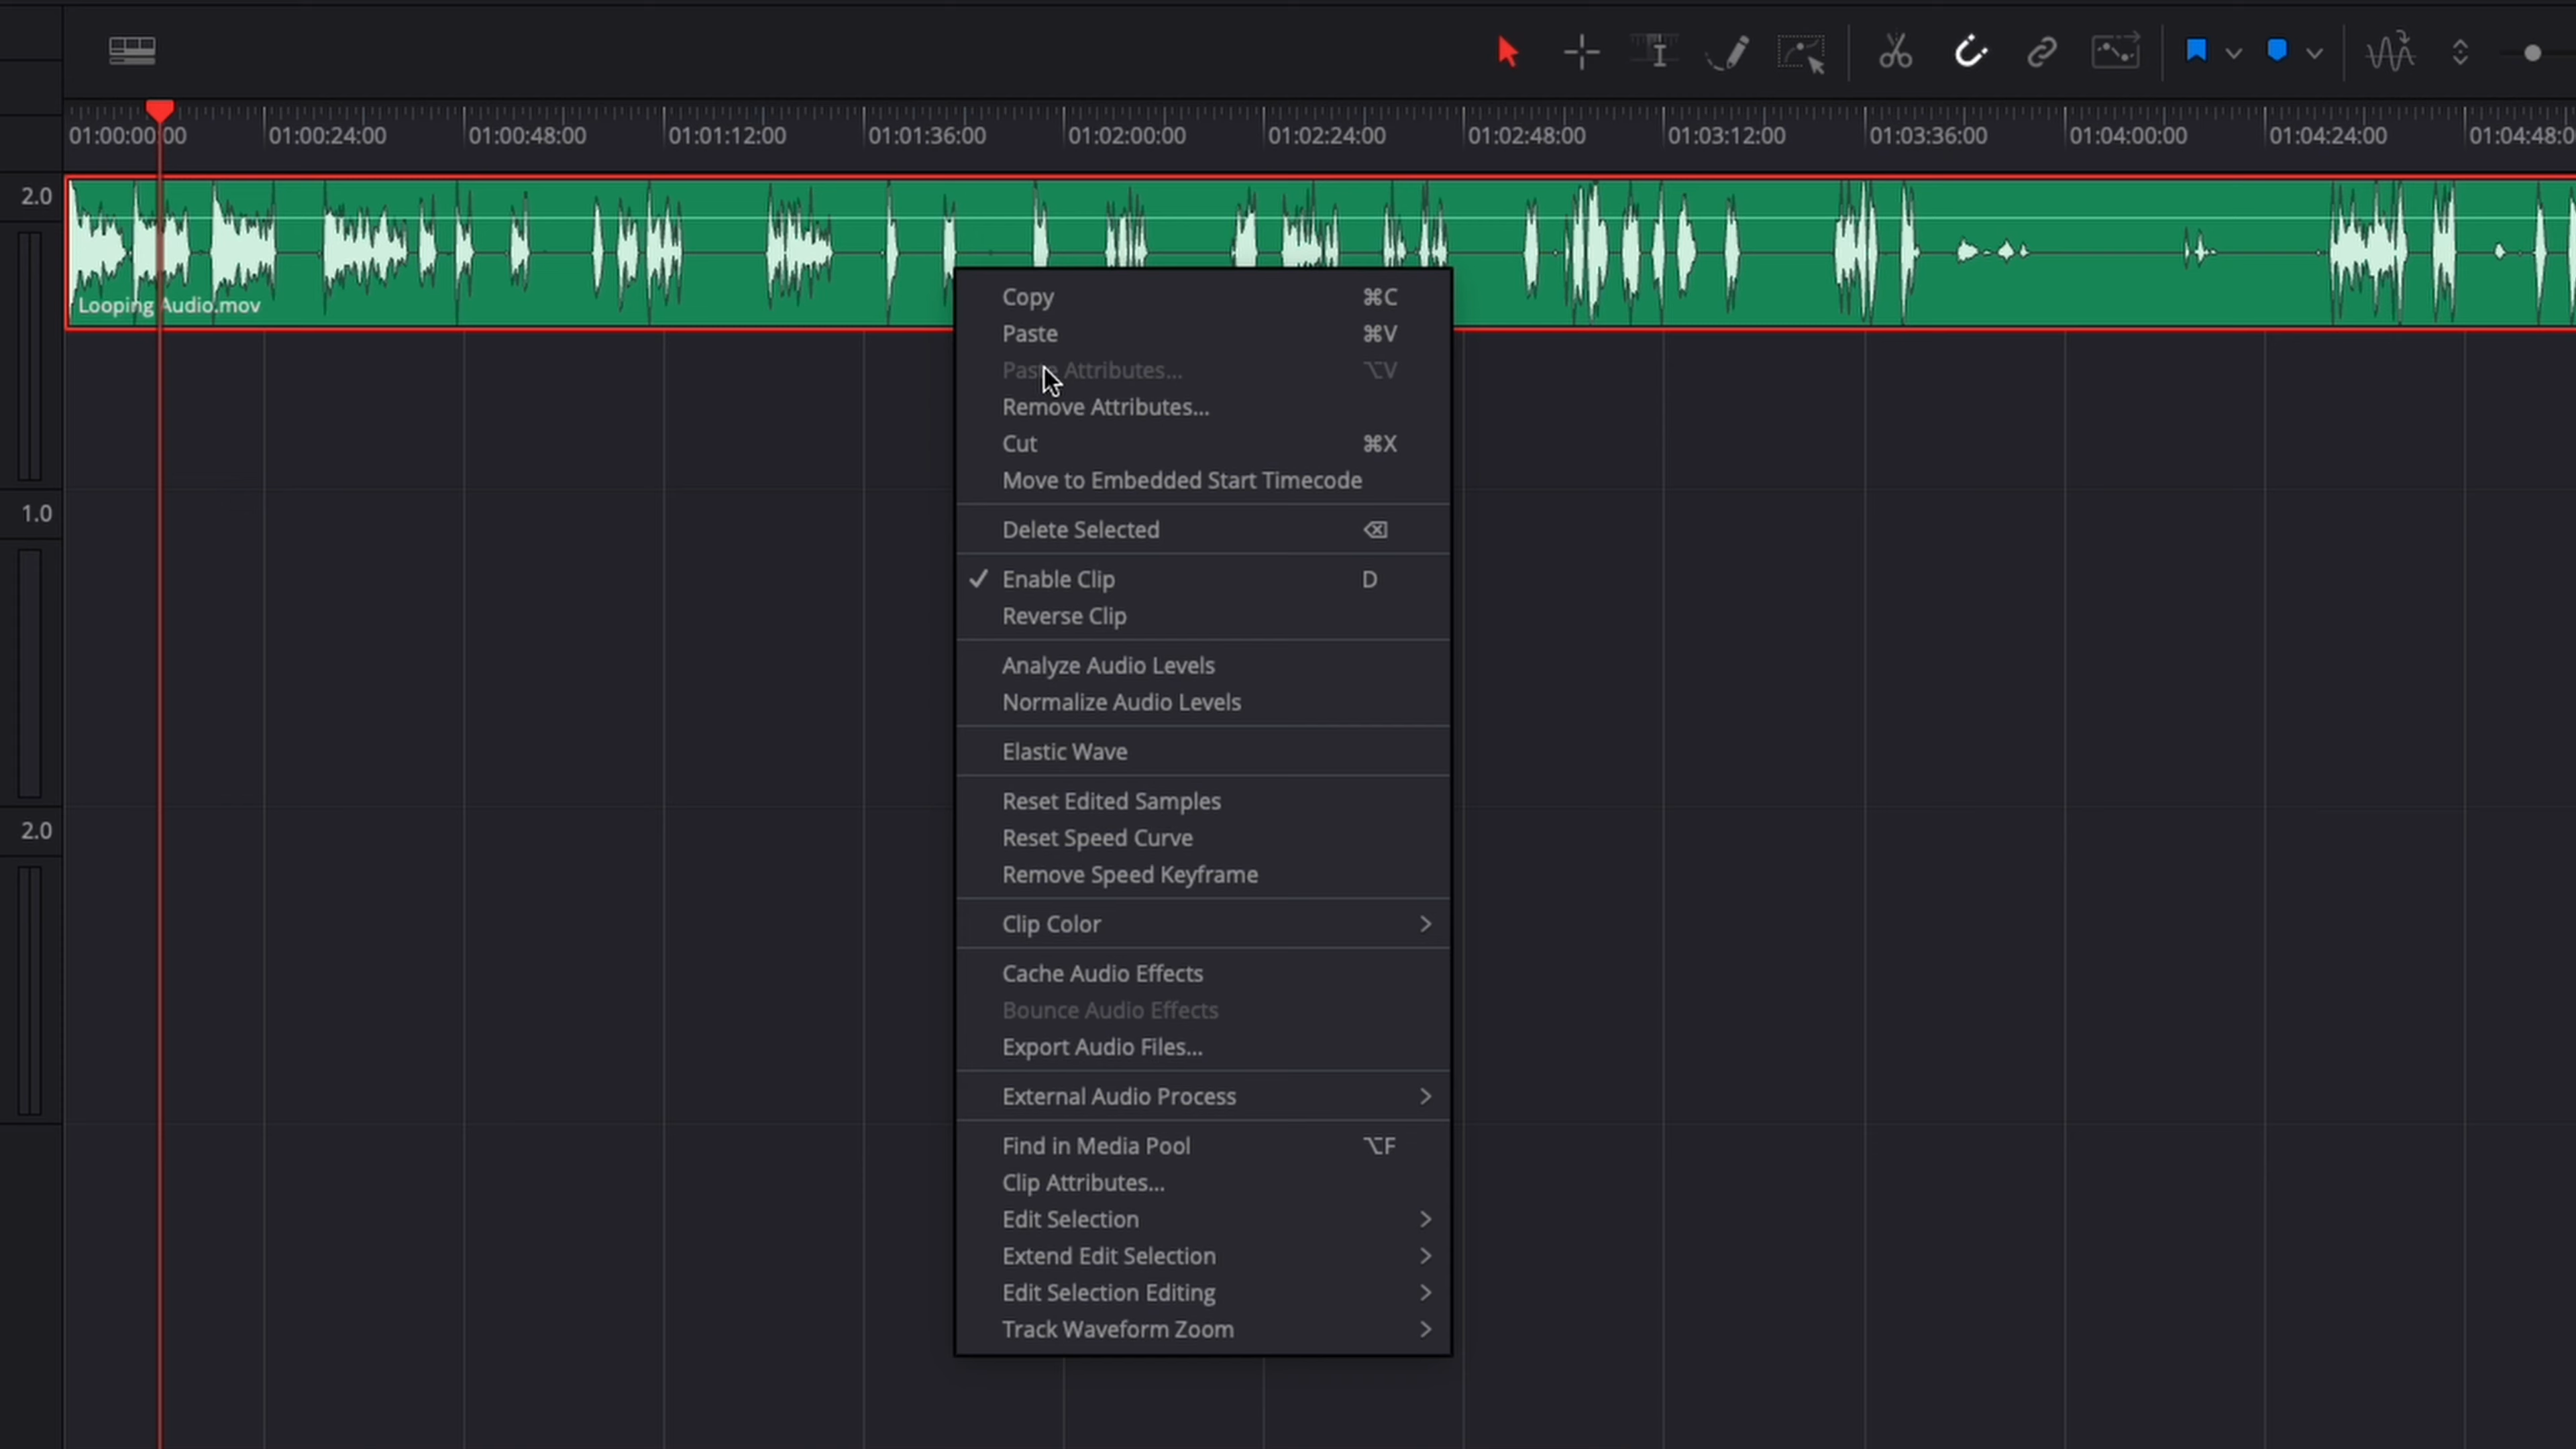 01:00:00:00 01:00:24:00 01:00:48:00 01:01:12:00 01:01:36:00 01:02:00:00 01:02:24:00 01:02:48:00 01:03:12:00 01:03:36:00 01:04:00:00 01:04:24:00 01:04:48:0
2.0
Looping Audio.mov
1.0
2.0
Copy ⌘C
Paste ⌘V
Paste Attributes... ⌥V
Remove Attributes...
Cut ⌘X
Move to Embedded Start Timecode
Delete Selected ⌫
✓ Enable Clip D
Reverse Clip
Analyze Audio Levels
Normalize Audio Levels
Elastic Wave
Reset Edited Samples
Reset Speed Curve
Remove Speed Keyframe
Clip Color >
Cache Audio Effects
Bounce Audio Effects
Export Audio Files...
External Audio Process >
Find in Media Pool ⌥F
Clip Attributes...
Edit Selection >
Extend Edit Selection >
Edit Selection Editing >
Track Waveform Zoom >